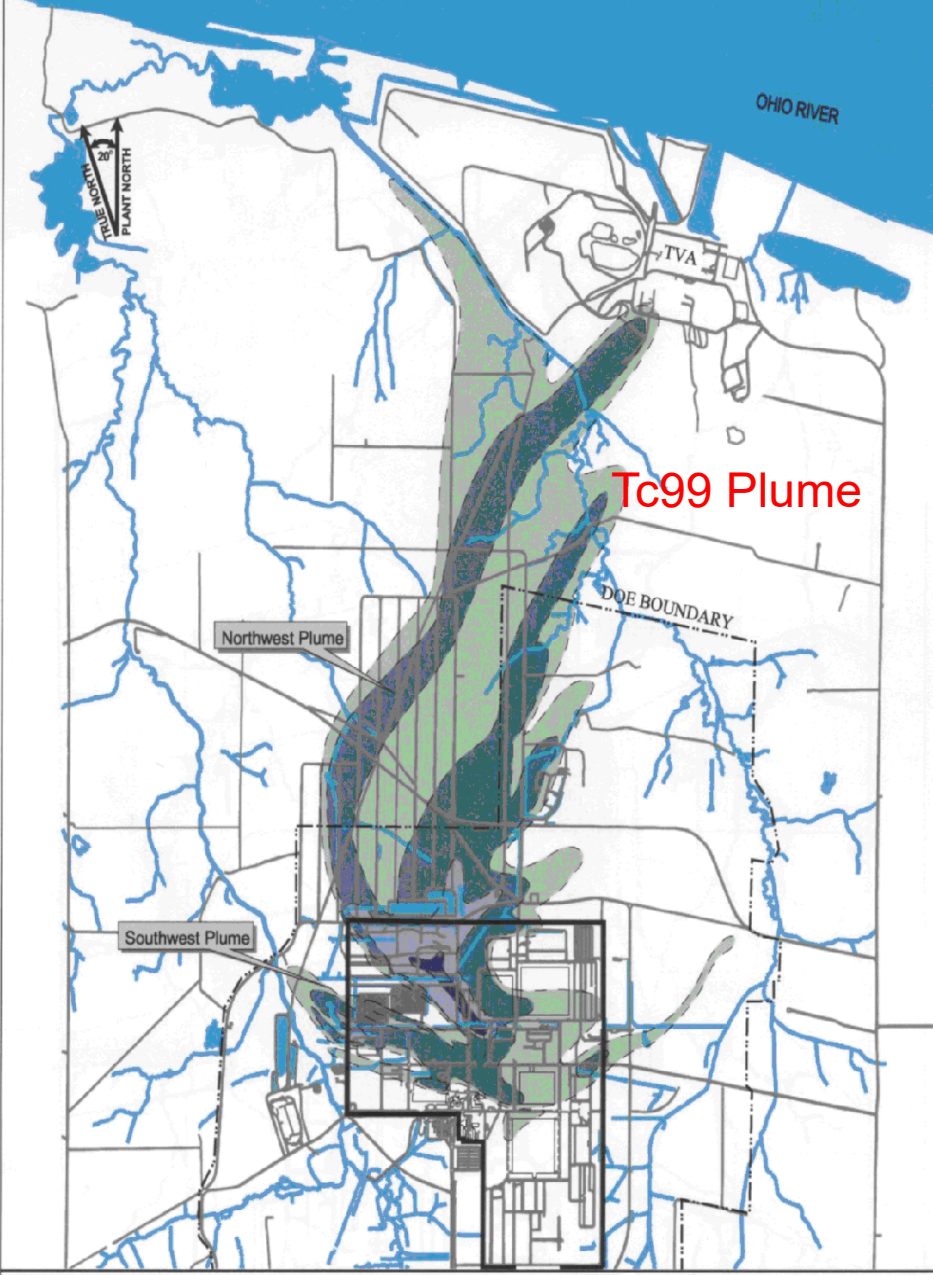 OHIO RIVER
20°
TRUE NORTH
PLANT NORTH
TVA
Tc99 Plume
DOE BOUNDARY
Northwest Plume
Southwest Plume